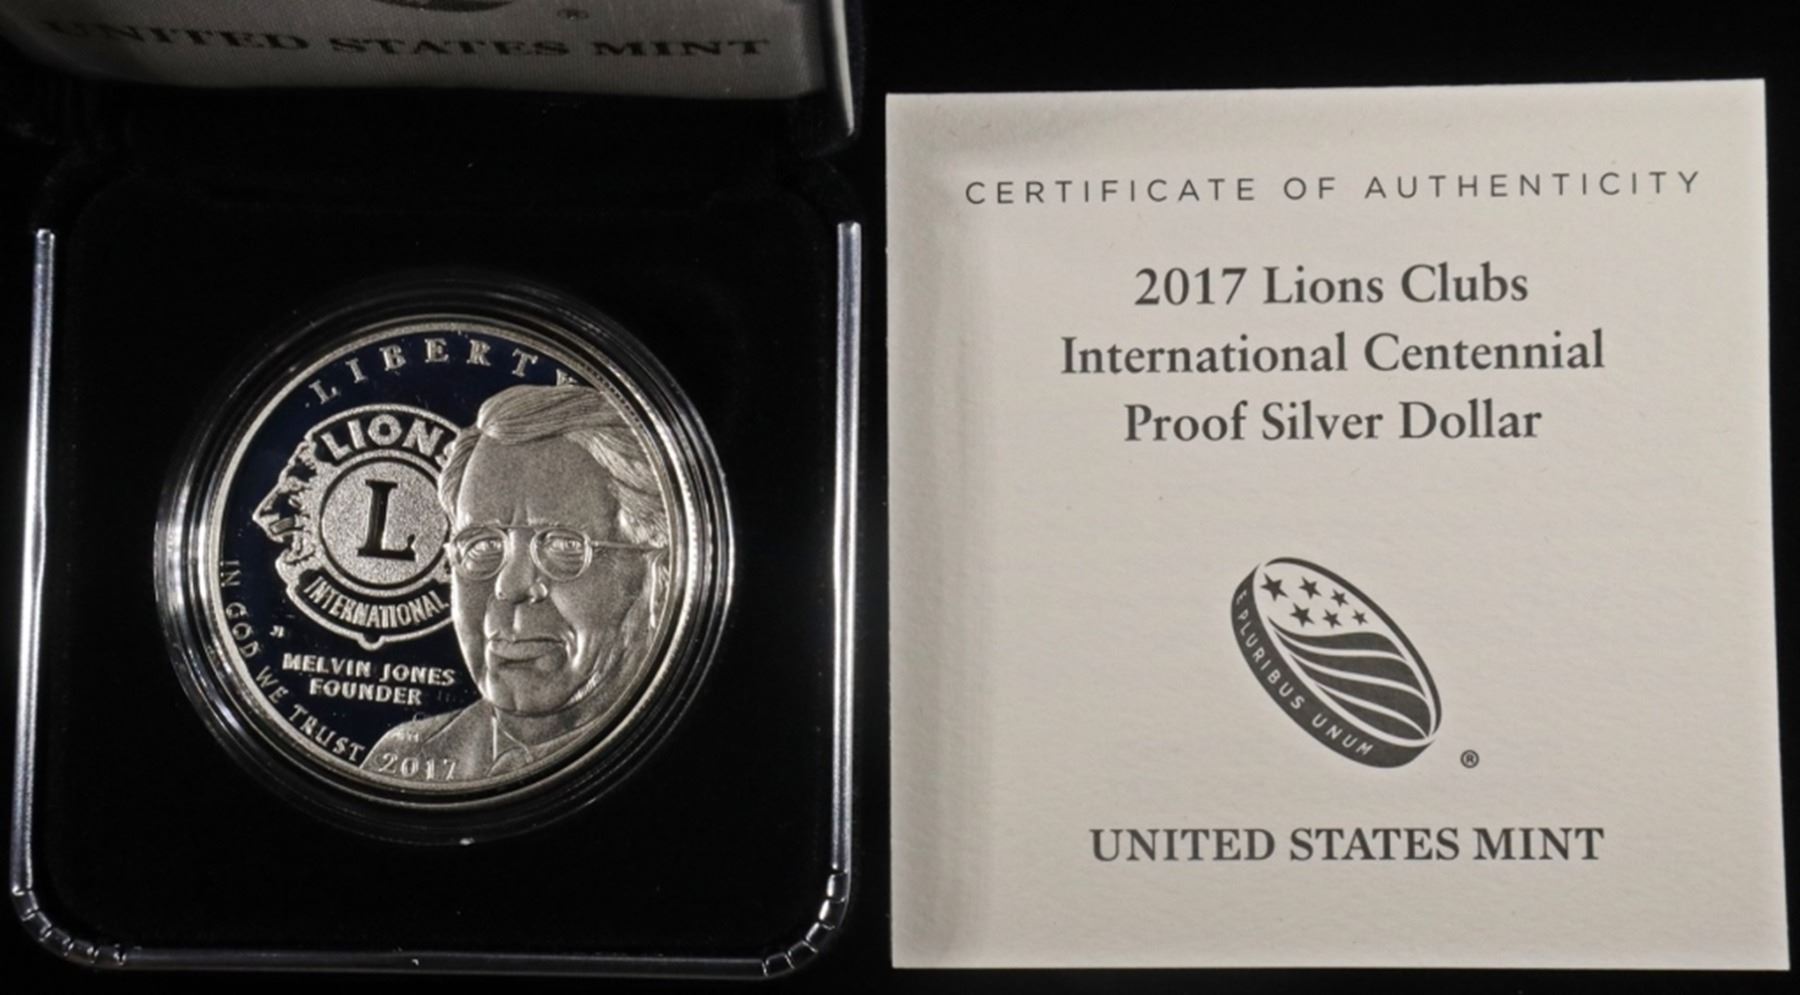 UNITED STATES MINT
®
LIBERTY
LIONS
L
INTERNATIONAL
IN GOD WE TRUST
MELVIN JONES
FOUNDER
2017
CERTIFICATE OF AUTHENTICITY
2017 Lions Clubs
International Centennial
Proof Silver Dollar
E PLURIBUS UNUM
®
UNITED STATES MINT